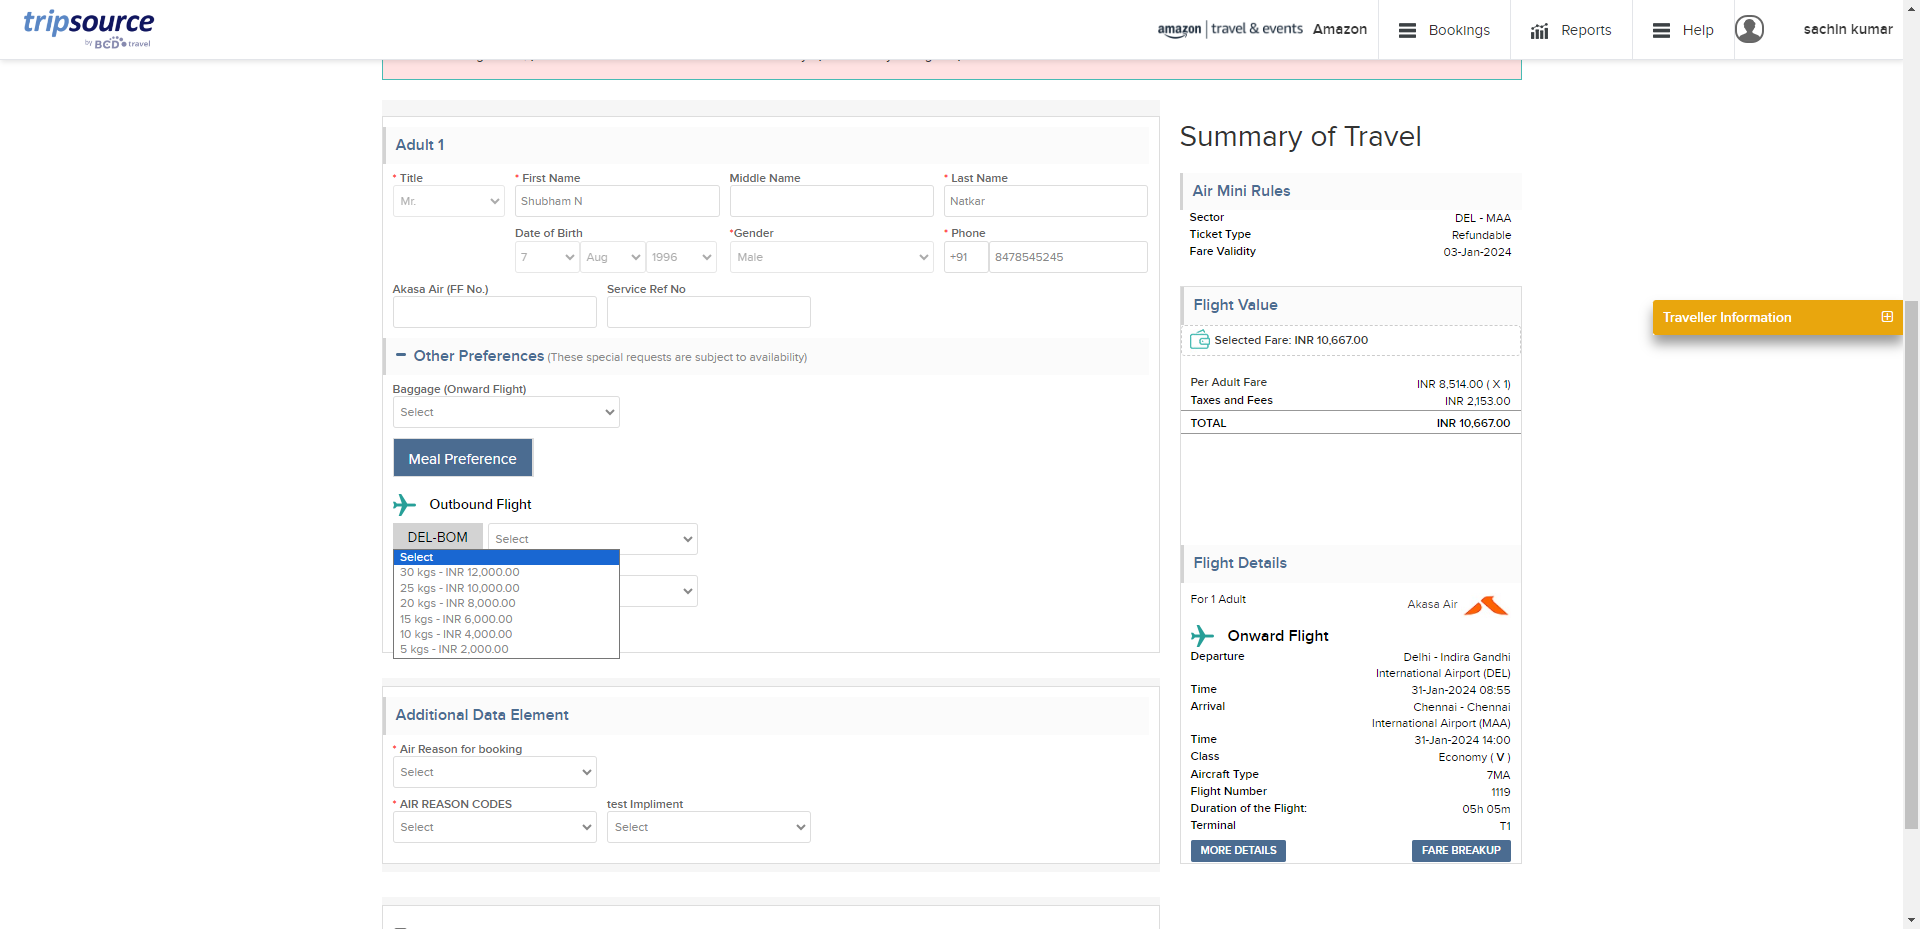 tripsource
by BCD travel
amazon | travel & events Amazon
Bookings
Reports
Help
sachin kumar
Adult 1
* Title
* First Name
Middle Name
* Last Name
Mr.
Shubham N
Natkar
Date of Birth
*Gender
* Phone
7
Aug
1996
Male
+91
8478545245
Akasa Air (FF No.)
Service Ref No
− Other Preferences (These special requests are subject to availability)
Baggage (Onward Flight)
Select
Meal Preference
Outbound Flight
DEL-BOM
Select
Select
30 kgs - INR 12,000.00
25 kgs - INR 10,000.00
20 kgs - INR 8,000.00
15 kgs - INR 6,000.00
10 kgs - INR 4,000.00
5 kgs - INR 2,000.00
Additional Data Element
* Air Reason for booking
Select
* AIR REASON CODES
test Impliment
Select
Select
Summary of Travel
Air Mini Rules
Sector DEL - MAA
Ticket Type Refundable
Fare Validity 03-Jan-2024
Flight Value
Selected Fare: INR 10,667.00
Per Adult Fare INR 8,514.00 ( X 1)
Taxes and Fees INR 2,153.00
TOTAL INR 10,667.00
Flight Details
For 1 Adult Akasa Air
Onward Flight
Departure Delhi - Indira Gandhi
International Airport (DEL)
Time 31-Jan-2024 08:55
Arrival Chennai - Chennai
International Airport (MAA)
Time 31-Jan-2024 14:00
Class Economy ( V )
Aircraft Type 7MA
Flight Number 1119
Duration of the Flight: 05h 05m
Terminal T1
MORE DETAILS FARE BREAKUP
Traveller Information